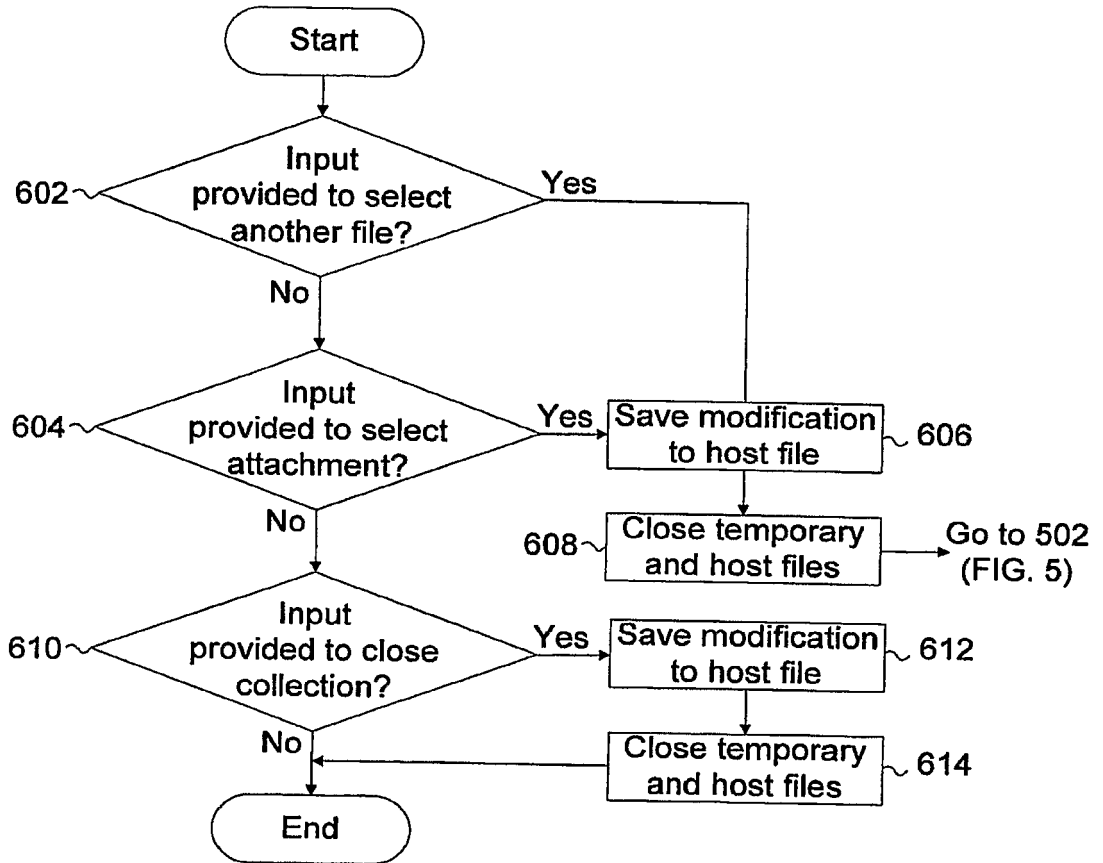 Start
Input
provided to select
another file?
602
Yes
No
Input
provided to select
attachment?
604
Yes
Save modification
to host file
606
No
Close temporary
and host files
608
Go to 502
(FIG. 5)
Input
provided to close
collection?
610
Yes
Save modification
to host file
612
No
Close temporary
and host files
614
End